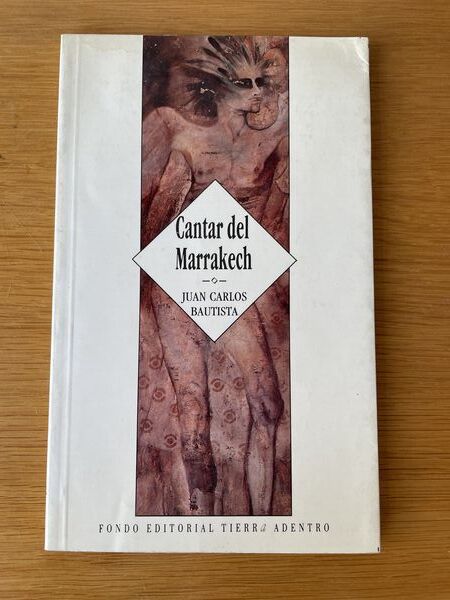 Cantar del
Marrakech
JUAN CARLOS
BAUTISTA
FONDO EDITORIAL TIERRA ADENTRO